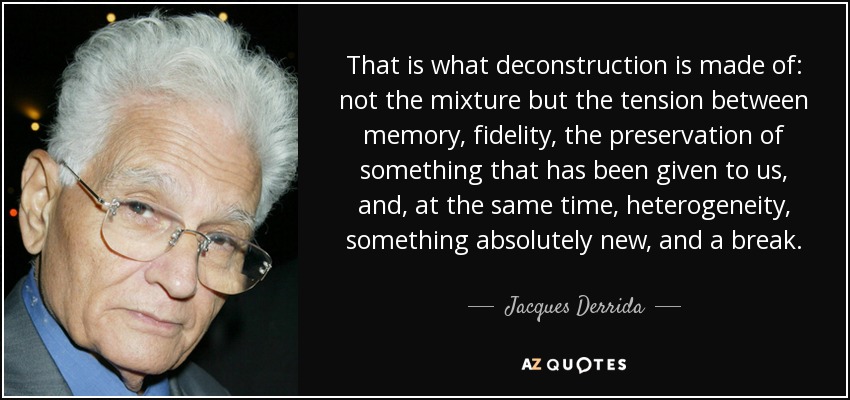 That is what deconstruction is made of:
not the mixture but the tension between
memory, fidelity, the preservation of
something that has been given to us,
and, at the same time, heterogeneity,
something absolutely new, and a break.
Jacques Derrida
AZ QUOTES